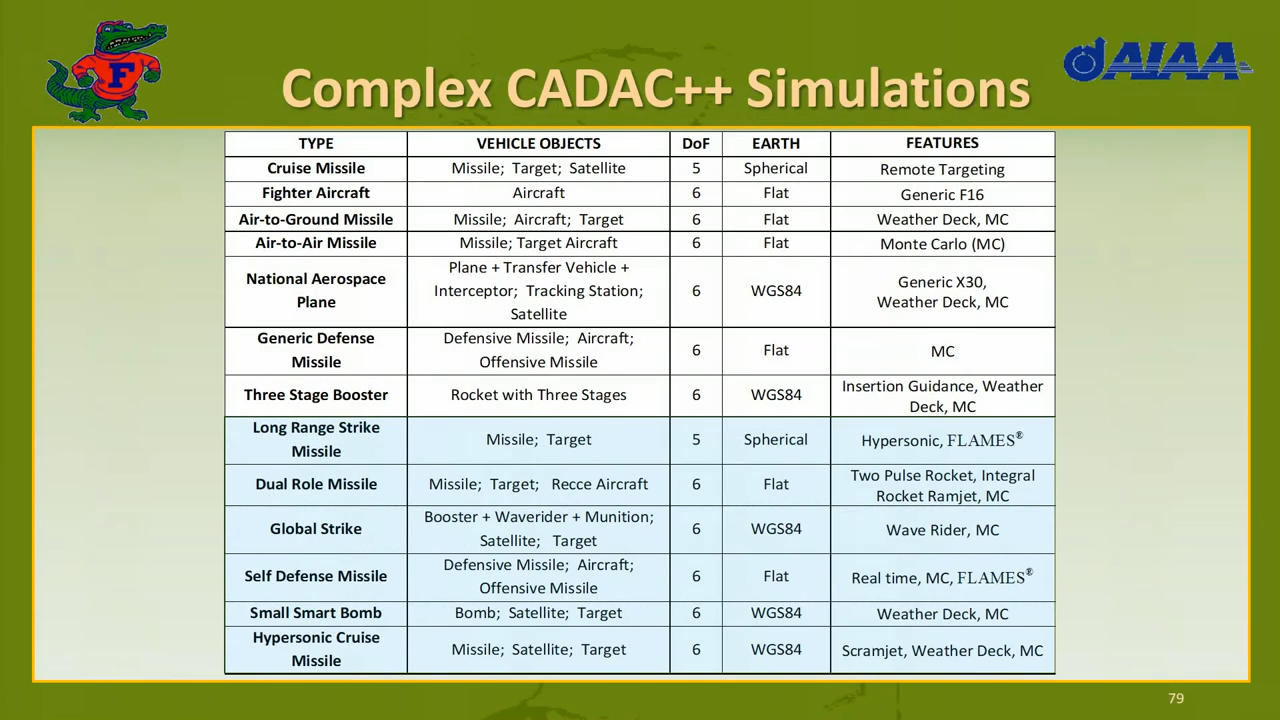 F
AIAA
Complex CADAC++ Simulations
TYPE VEHICLE OBJECTS DoF EARTH FEATURES
Cruise Missile Missile; Target; Satellite 5 Spherical Remote Targeting
Fighter Aircraft Aircraft 6 Flat Generic F16
Air-to-Ground Missile Missile; Aircraft; Target 6 Flat Weather Deck, MC
Air-to-Air Missile Missile; Target Aircraft 6 Flat Monte Carlo (MC)
National Aerospace
Plane
Plane + Transfer Vehicle +
Interceptor; Tracking Station;
Satellite
6 WGS84
Generic X30,
Weather Deck, MC
Generic Defense
Missile
Defensive Missile; Aircraft;
Offensive Missile
6 Flat MC
Three Stage Booster Rocket with Three Stages 6 WGS84
Insertion Guidance, Weather
Deck, MC
Long Range Strike
Missile
Missile; Target 5 Spherical Hypersonic, FLAMES®
Dual Role Missile Missile; Target; Recce Aircraft 6 Flat
Two Pulse Rocket, Integral
Rocket Ramjet, MC
Global Strike
Booster + Waverider + Munition;
Satellite; Target
6 WGS84 Wave Rider, MC
Self Defense Missile
Defensive Missile; Aircraft;
Offensive Missile
6 Flat Real time, MC, FLAMES®
Small Smart Bomb Bomb; Satellite; Target 6 WGS84 Weather Deck, MC
Hypersonic Cruise
Missile
Missile; Satellite; Target 6 WGS84 Scramjet, Weather Deck, MC
79